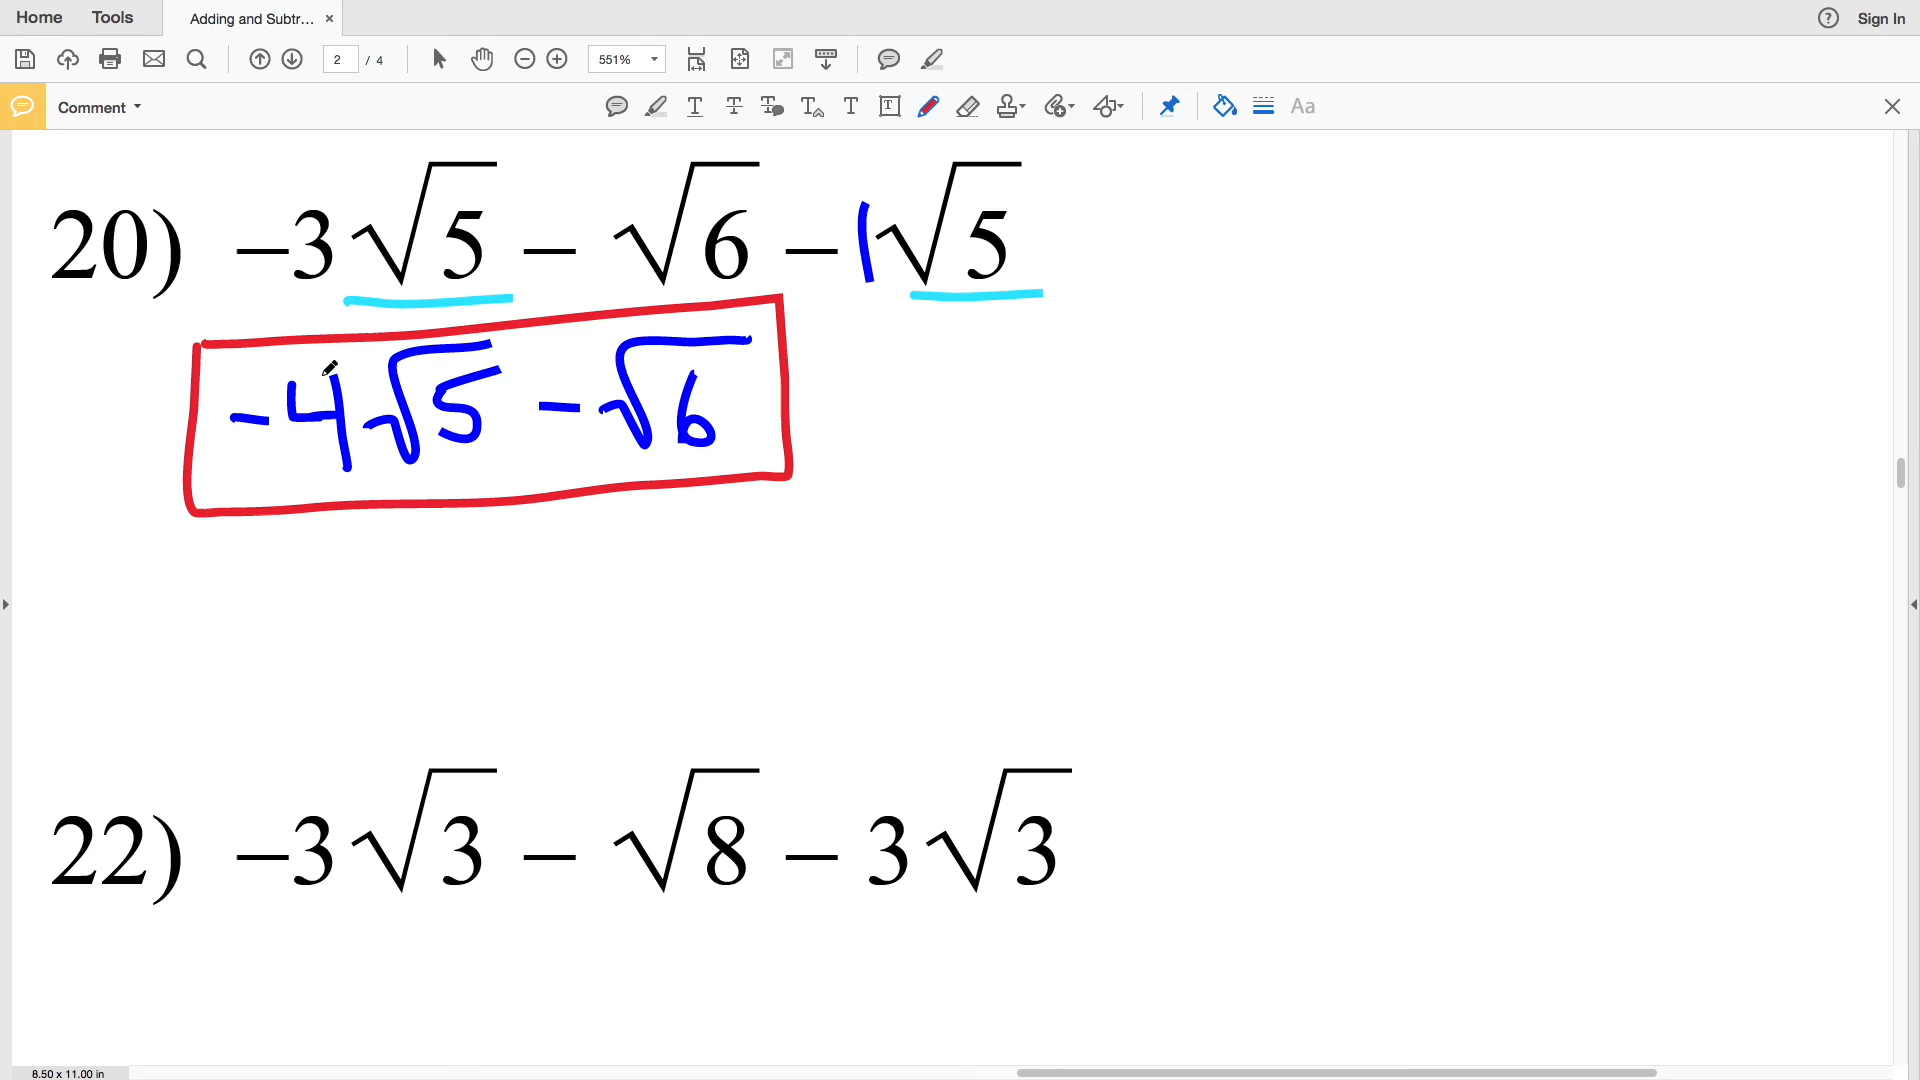 Home Tools Adding and Subtr... × ? Sign In
2 / 4 551%
Comment T T T T T T Aa
20) −3√5 − √6 − 1√5
-4√5 - √6
22) −3√3 − √8 − 3√3
8.50 x 11.00 in